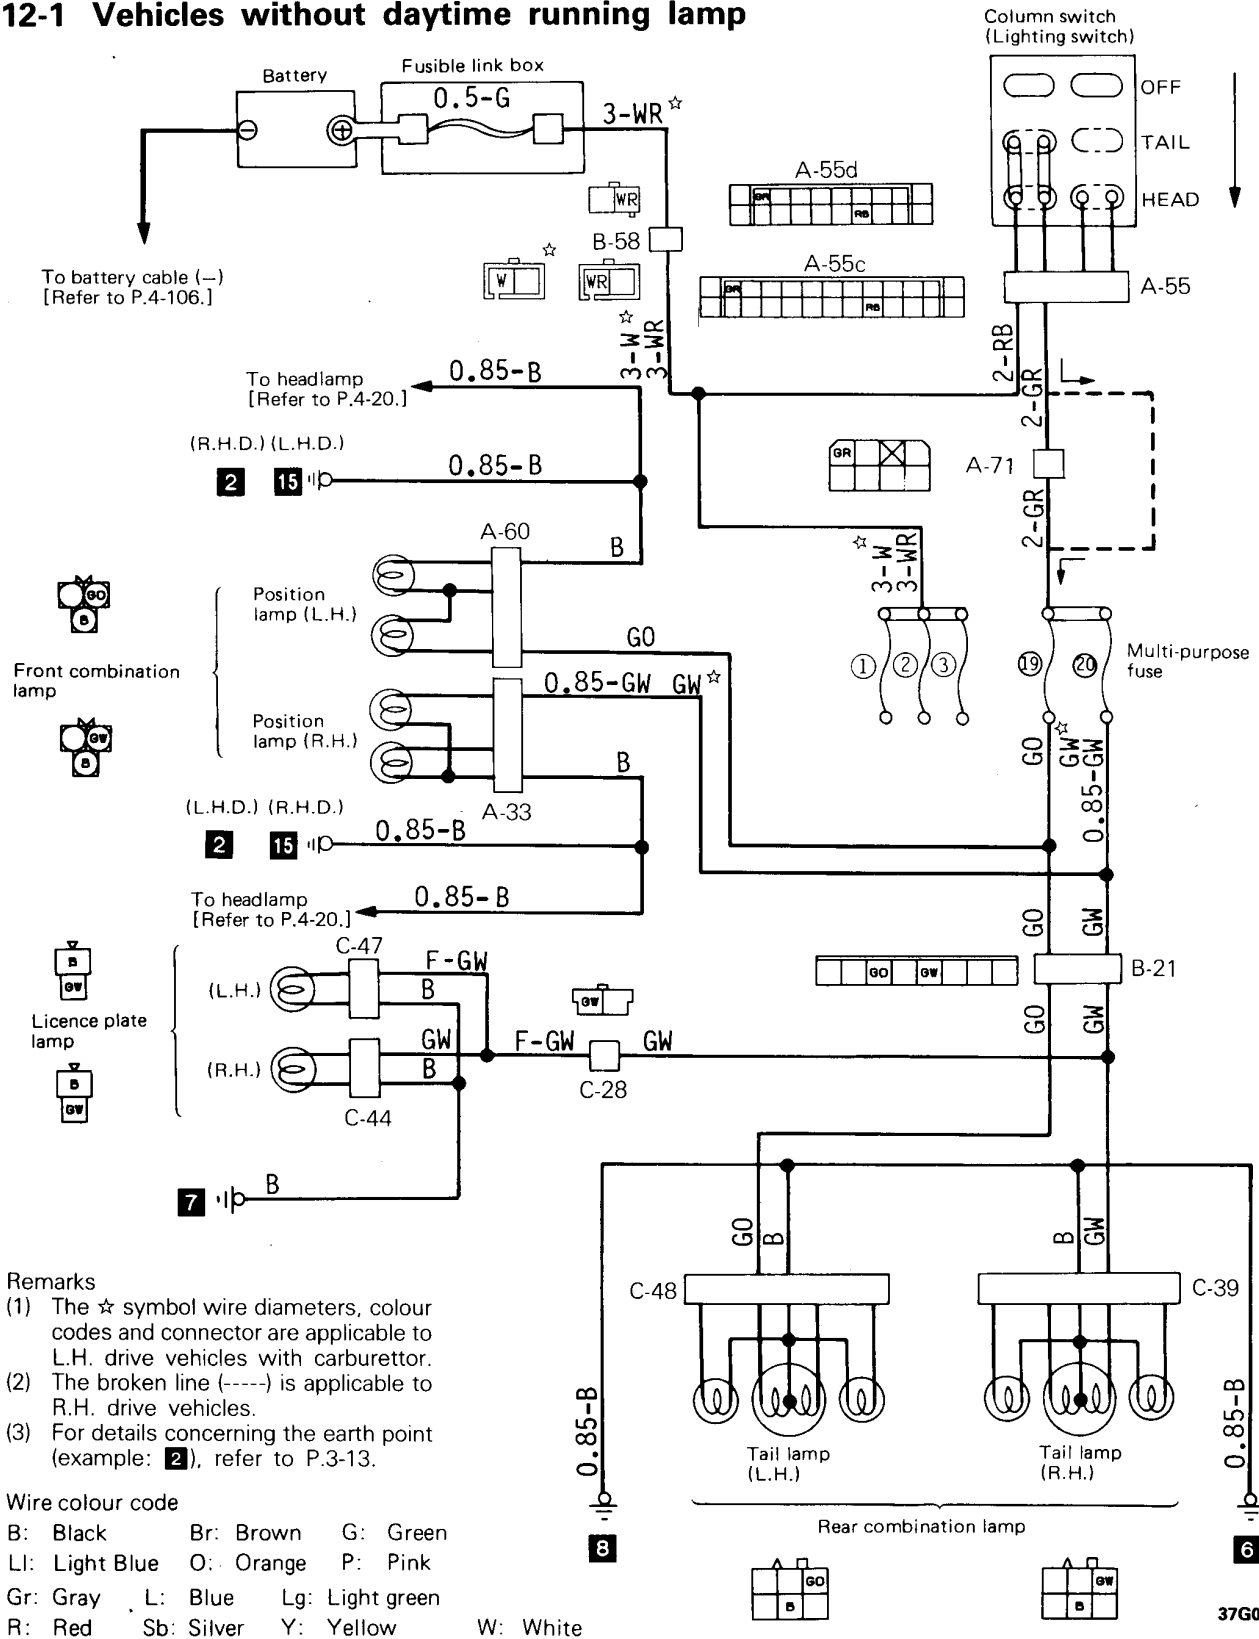 12-1 Vehicles without daytime running lamp
Column switch
(Lighting switch)
Battery
Fusible link box
0.5-G
3-WR☆
OFF
TAIL
HEAD
A-55d
GR
RB
WR
B-58
☆
W
WR
A-55c
GR
RB
A-55
To battery cable (–)
[Refer to P.4-106.]
3-W☆
3-WR
2-RB
2-GR
To headlamp
[Refer to P.4-20.]
0.85-B
(R.H.D.) (L.H.D.)
2 15
0.85-B
GR
A-71
2-GR
A-60
B
☆
3-W
3-WR
GO
B
Position
lamp (L.H.)
GO
Front combination
lamp
1 2 3
19 20
Multi-purpose
fuse
0.85-GW GW☆
Position
lamp (R.H.)
GW
B
B
GO
☆
GW
0.85-GW
A-33
(L.H.D.) (R.H.D.)
2 15
0.85-B
To headlamp
[Refer to P.4-20.]
0.85-B
GO
GW
C-47
F-GW
B
GW
(L.H.)
B
GO GW
B-21
Licence plate
lamp
GW
F-GW
GW
GO
GW
GW
(R.H.)
B
C-28
B
GW
C-44
7
B
GO
B
B
GW
C-48
C-39
Remarks
(1) The ☆ symbol wire diameters, colour
codes and connector are applicable to
L.H. drive vehicles with carburettor.
(2) The broken line (-----) is applicable to
R.H. drive vehicles.
(3) For details concerning the earth point
(example: 2), refer to P.3-13.
0.85-B
0.85-B
Tail lamp
(L.H.)
Tail lamp
(R.H.)
Rear combination lamp
8
6
Wire colour code
B: Black Br: Brown G: Green
Ll: Light Blue O: Orange P: Pink
Gr: Gray L: Blue Lg: Light green
R: Red Sb: Silver Y: Yellow W: White
GO
B
GW
B
37G0